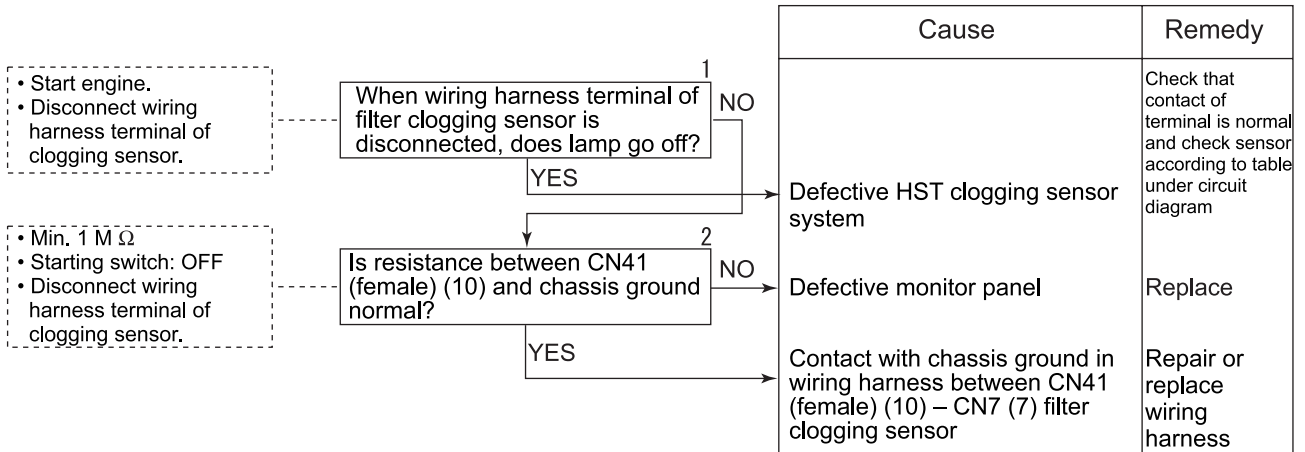 Cause
Remedy
• Start engine.
• Disconnect wiring
harness terminal of
clogging sensor.
1
When wiring harness terminal of
filter clogging sensor is
disconnected, does lamp go off?
NO
YES
Defective HST clogging sensor
system
Check that
contact of
terminal is normal
and check sensor
according to table
under circuit
diagram
• Min. 1 M Ω
• Starting switch: OFF
• Disconnect wiring
harness terminal of
clogging sensor.
2
Is resistance between CN41
(female) (10) and chassis ground
normal?
NO
Defective monitor panel
Replace
YES
Contact with chassis ground in
wiring harness between CN41
(female) (10) – CN7 (7) filter
clogging sensor
Repair or
replace
wiring
harness